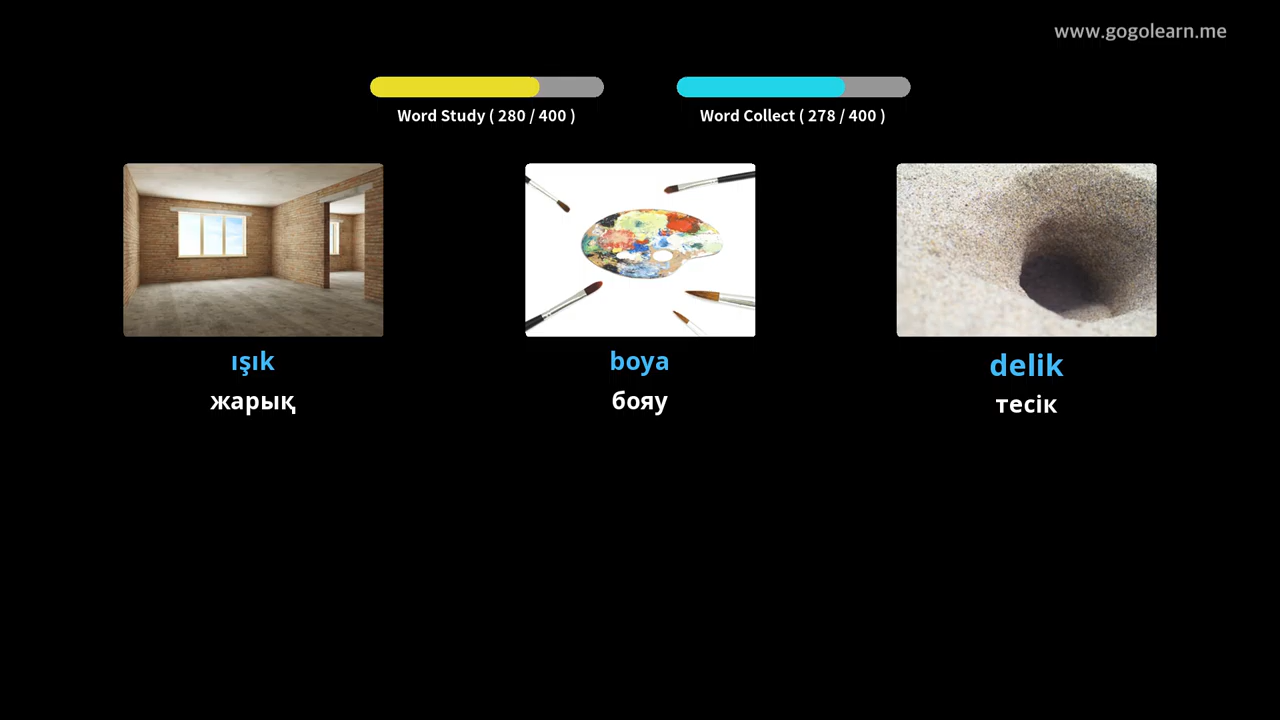 www.gogolearn.me
Word Study ( 280 / 400 )
Word Collect ( 278 / 400 )
ışık
boya
delik
жарық
бояу
тесік